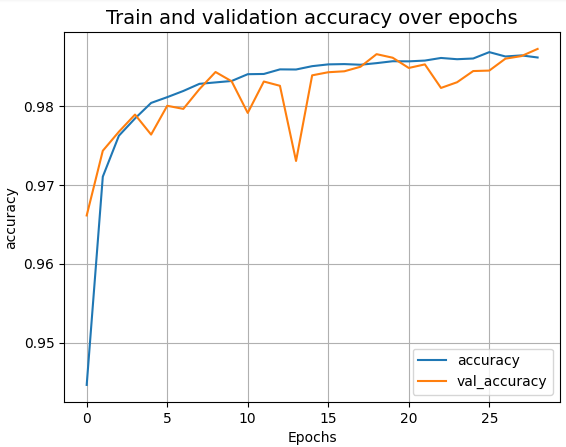 Train and validation accuracy over epochs
accuracy
0.98
0.97
0.96
0.95
0 5 10 15 20 25
Epochs
accuracy
val_accuracy